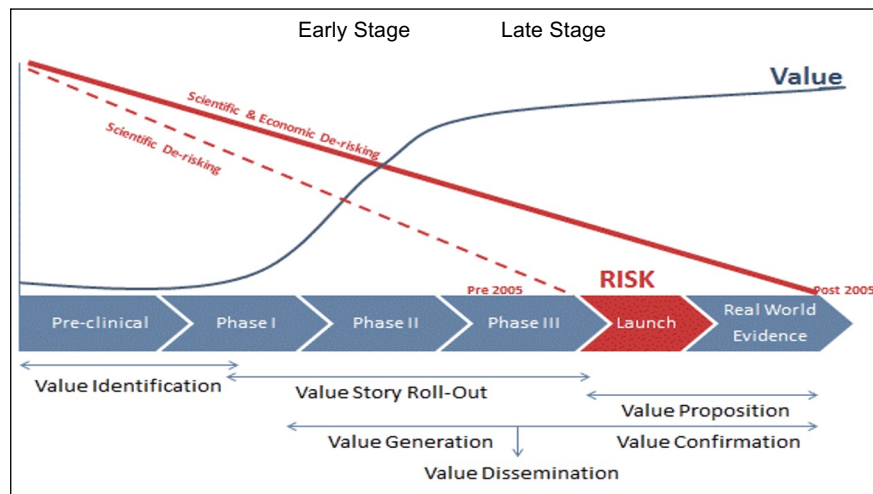 Early Stage
Late Stage
Value
Scientific & Economic De-risking
Scientific De-risking
RISK
Pre 2005
Post 2005
Pre-clinical
Phase I
Phase II
Phase III
Launch
Real World
Evidence
Value Identification
Value Story Roll-Out
Value Proposition
Value Generation
Value Confirmation
Value Dissemination